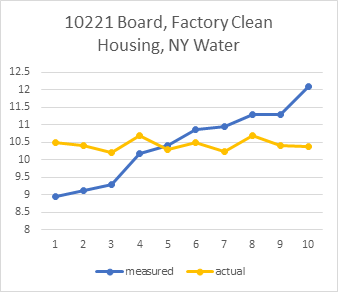 10221 Board, Factory Clean
Housing, NY Water
12.5
12
11.5
11
10.5
10
9.5
9
8.5
8
1 2 3 4 5 6 7 8 9 10
measured actual